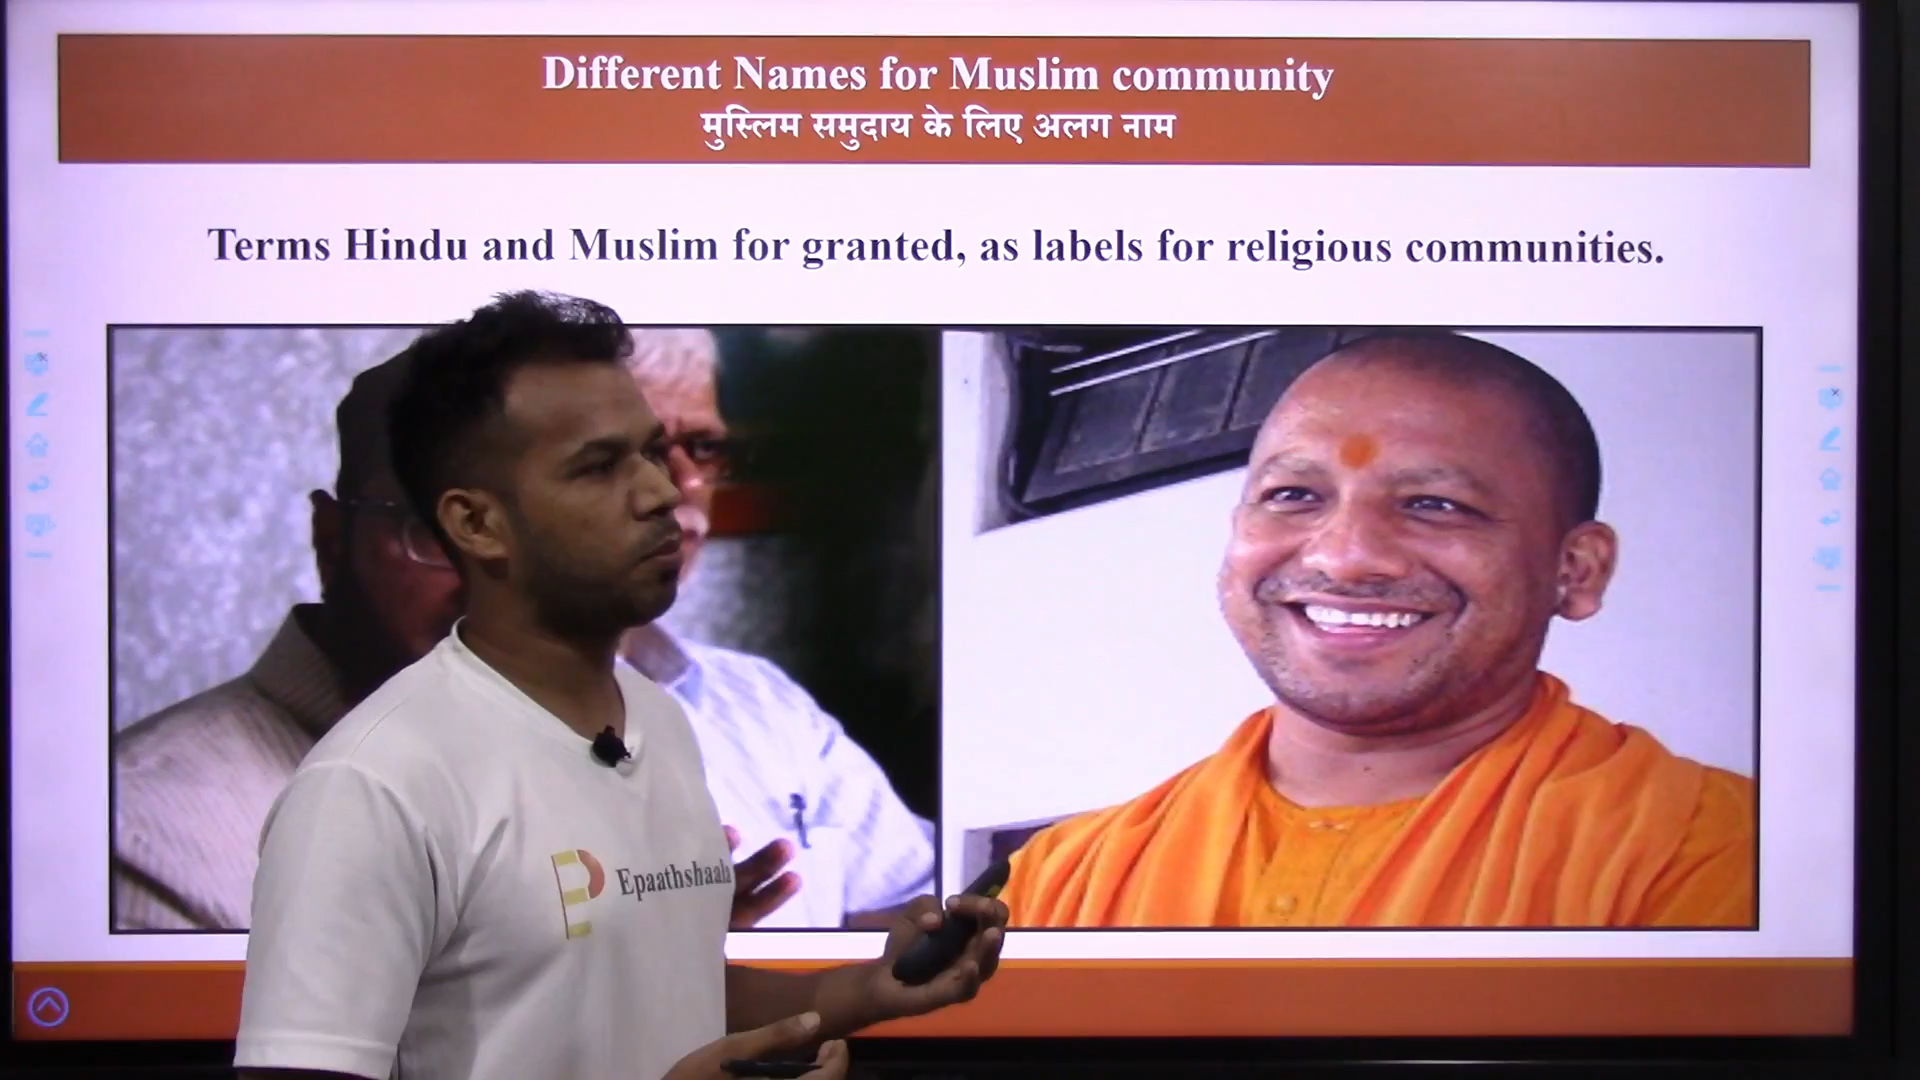 Different Names for Muslim community
मुस्लिम समुदाय के लिए अलग नाम
Terms Hindu and Muslim for granted, as labels for religious communities.
Epaathshaala